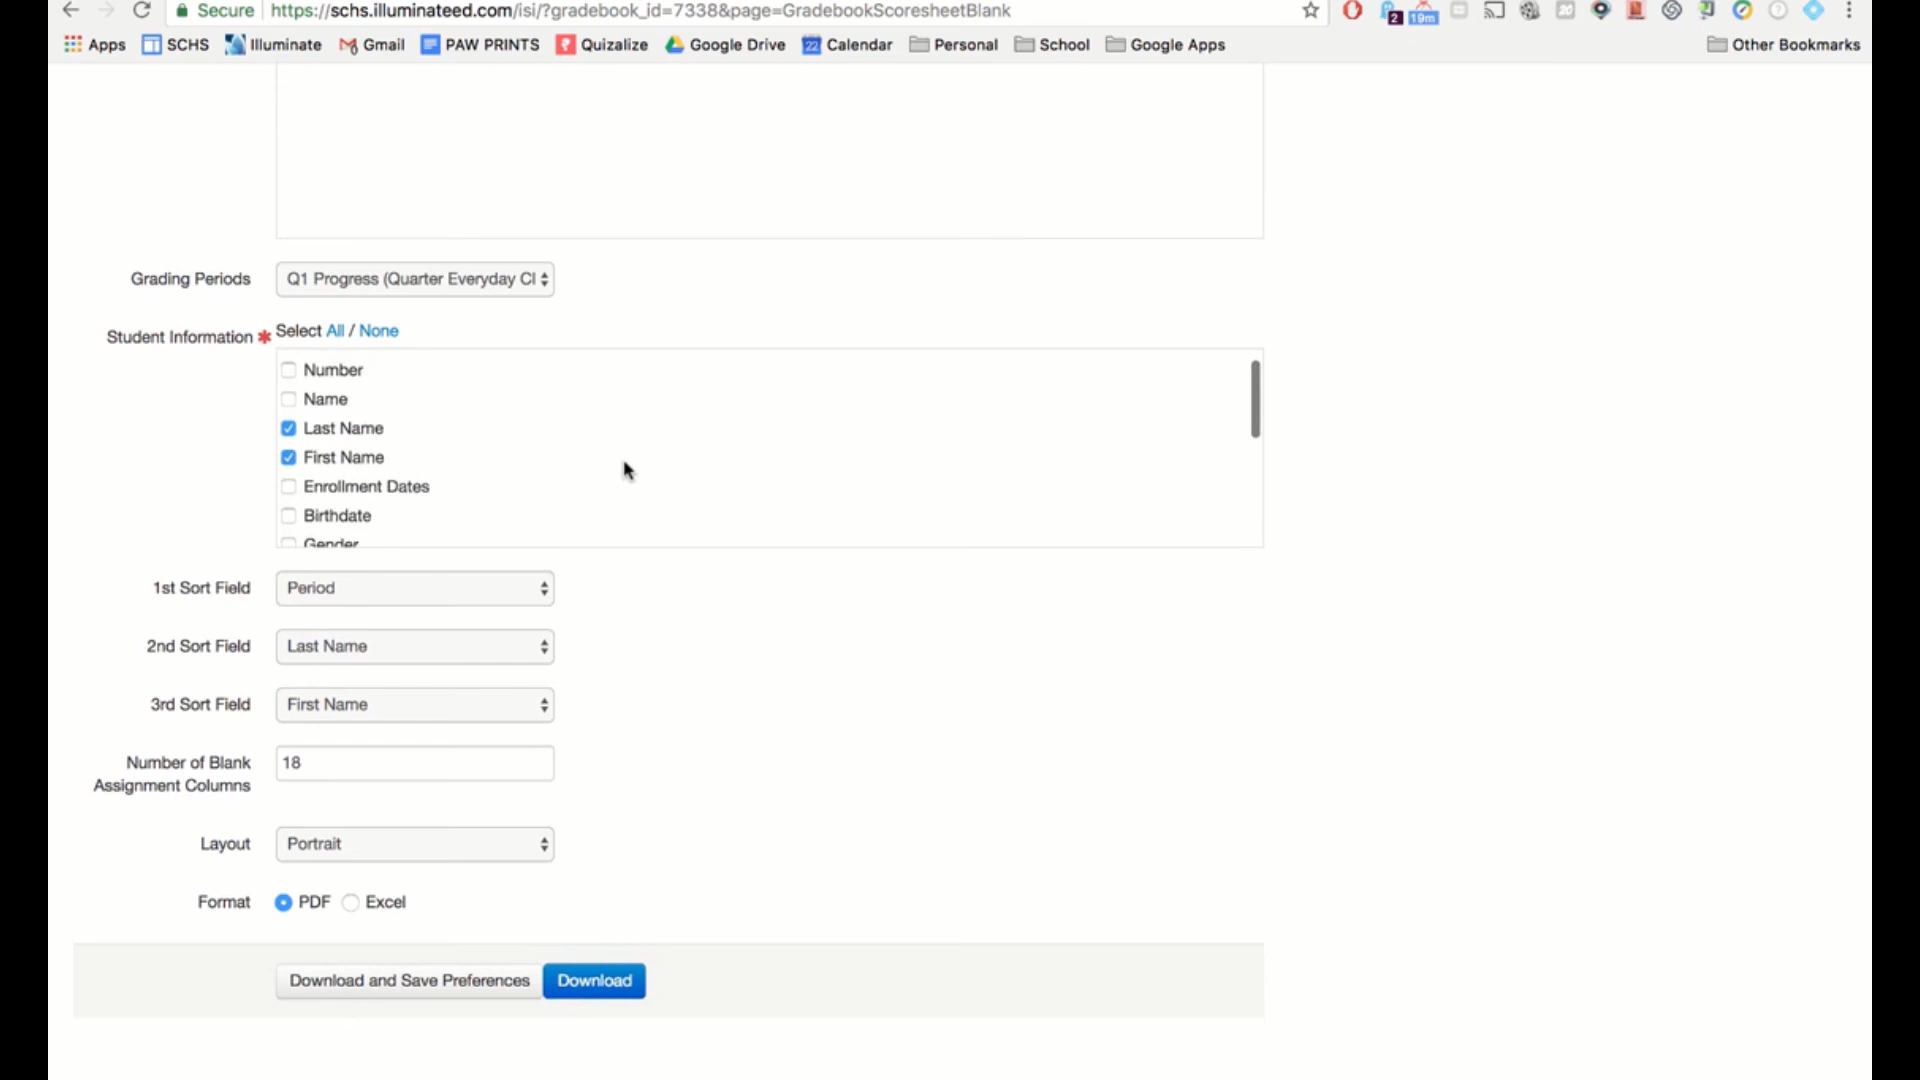 Secure https://schs.illuminateed.com/isi/?gradebook_id=7338&page=GradebookScoresheetBlank 2 19m
Apps SCHS Illuminate Gmail PAW PRINTS Quizalize Google Drive 22 Calendar Personal School Google Apps Other Bookmarks
Grading Periods Q1 Progress (Quarter Everyday Cl
Student Information * Select All / None
Number
Name
Last Name
First Name
Enrollment Dates
Birthdate
Gender
1st Sort Field Period
2nd Sort Field Last Name
3rd Sort Field First Name
Number of Blank
Assignment Columns 18
Layout Portrait
Format PDF Excel
Download and Save Preferences Download